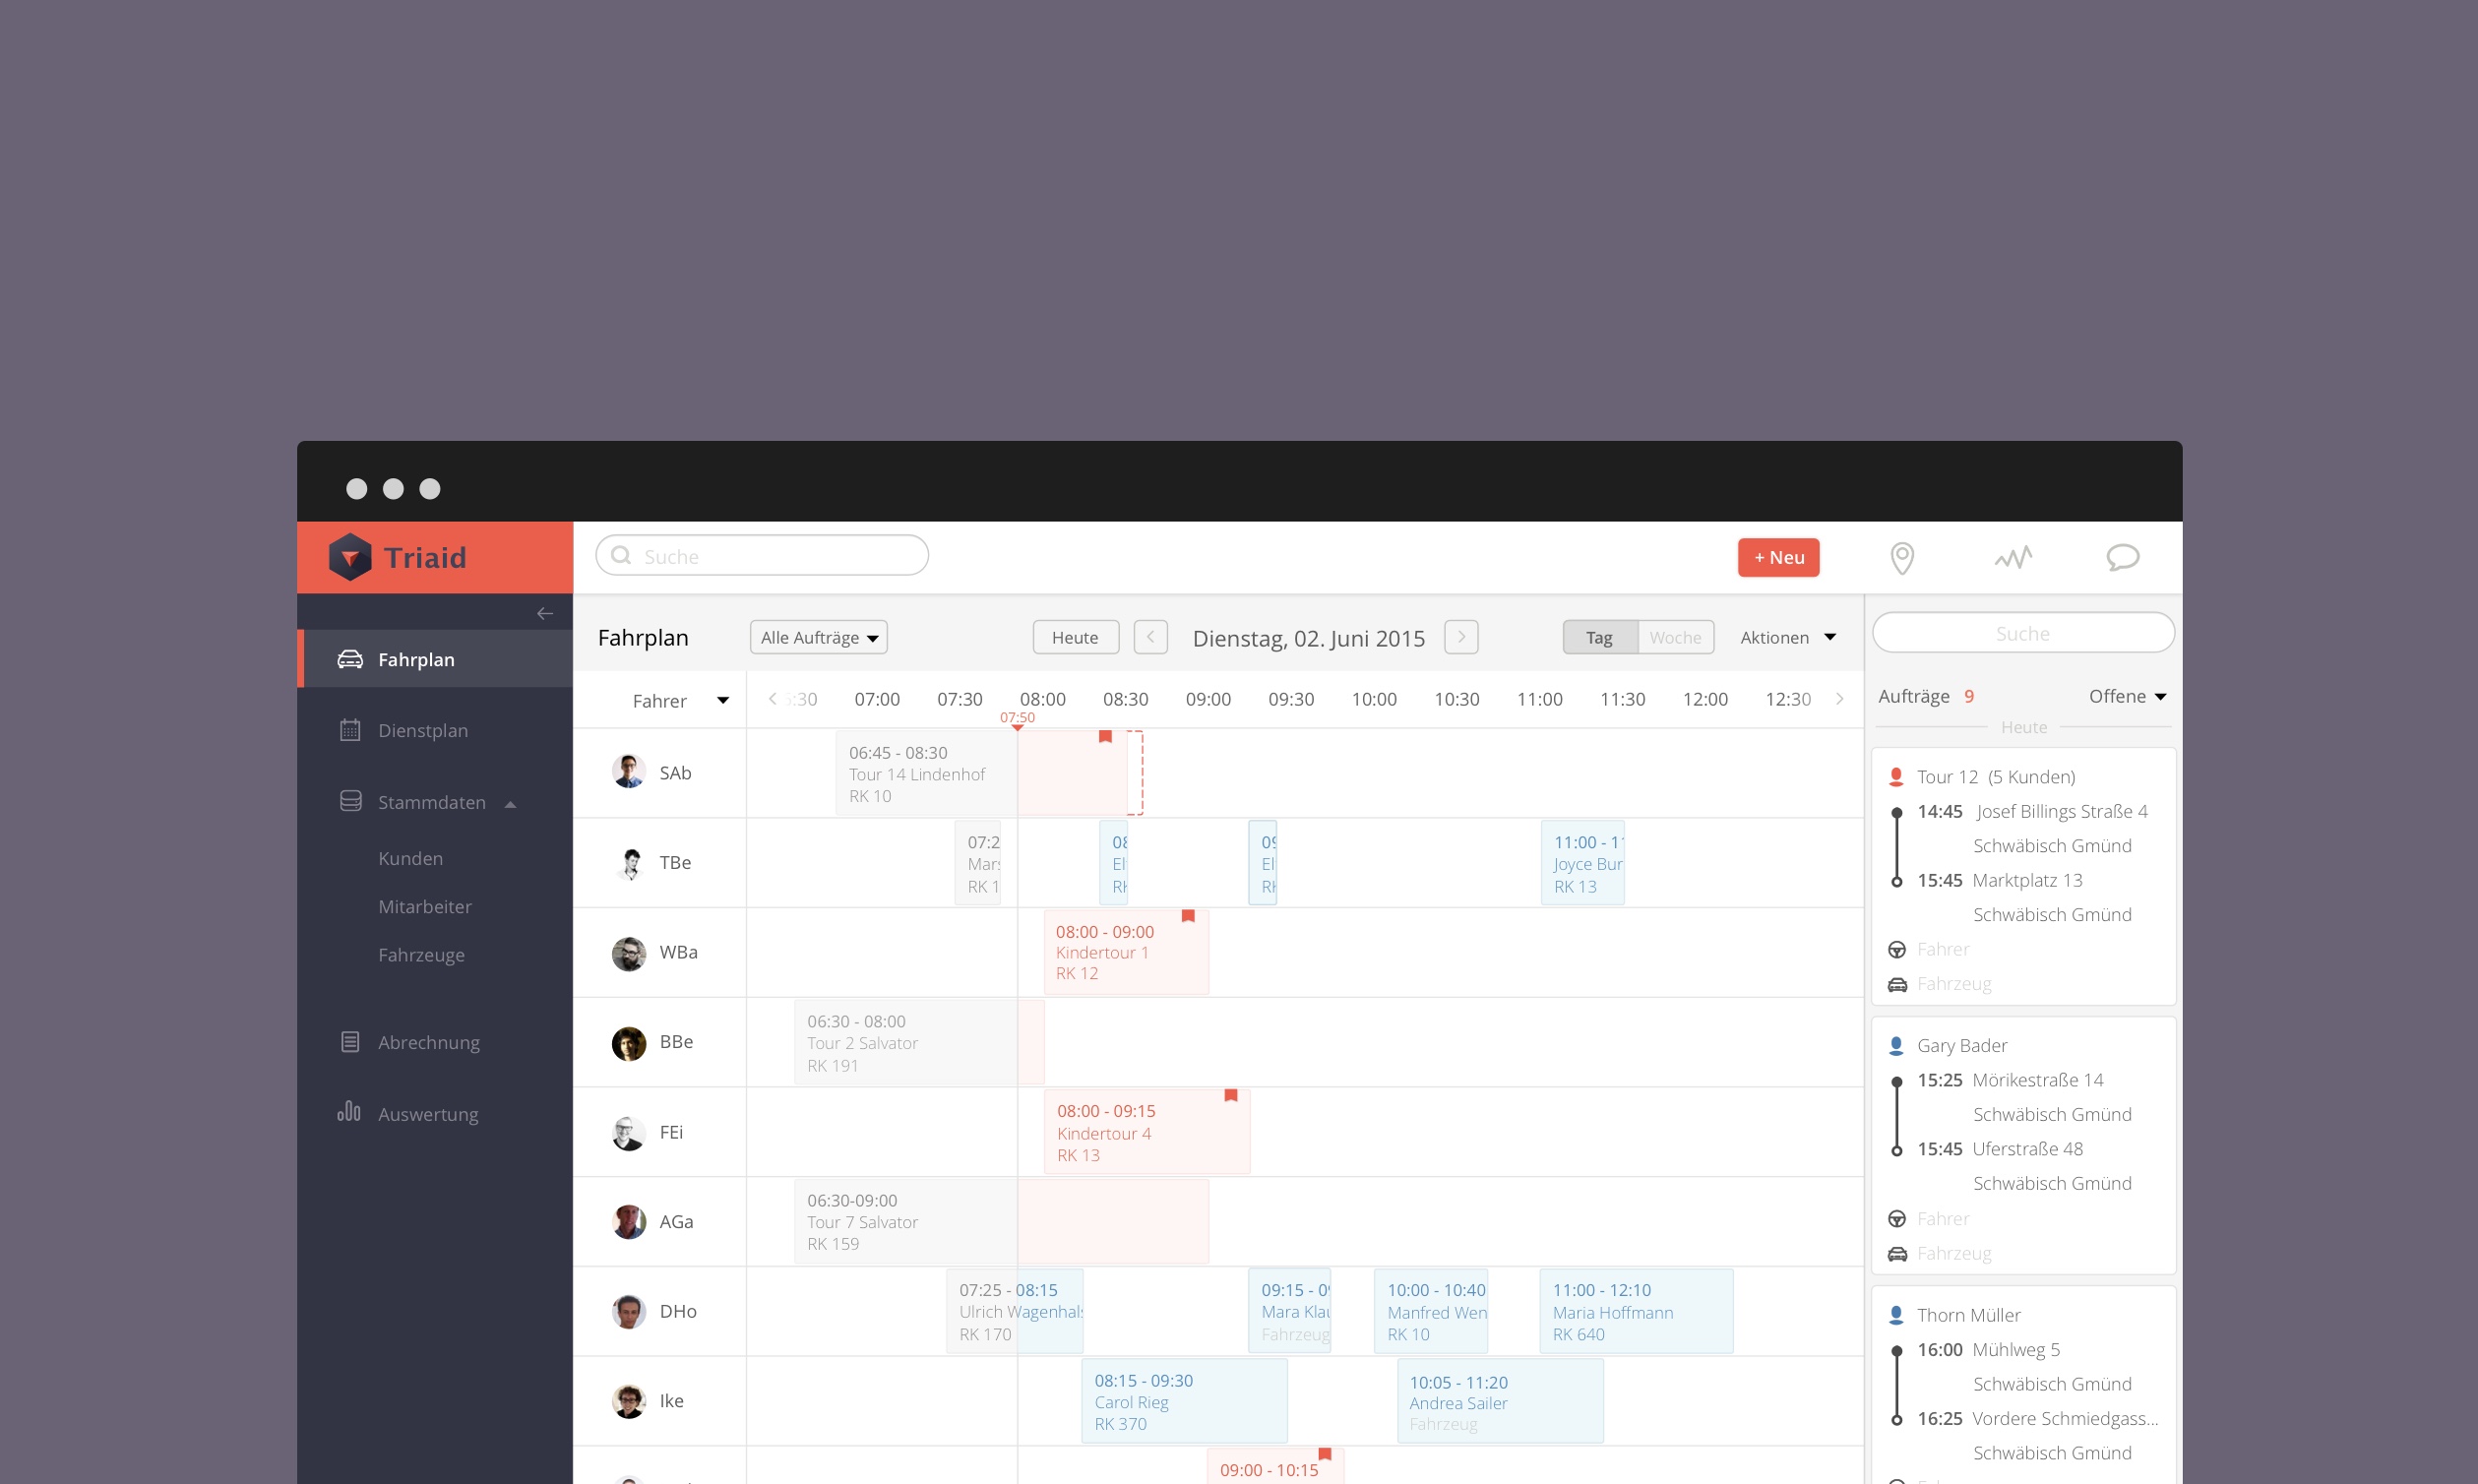 Triaid
Suche
+ Neu
Fahrplan
Dienstplan
Stammdaten
Kunden
Mitarbeiter
Fahrzeuge
Abrechnung
Auswertung
Fahrplan
Alle Aufträge
Heute
Dienstag, 02. Juni 2015
Tag
Woche
Aktionen
Fahrer
:30 07:00 07:30 08:00 08:30 09:00 09:30 10:00 10:30 11:00 11:30 12:00 12:30
07:50
SAb
06:45 - 08:30
Tour 14 Lindenhof
RK 10
TBe
07:2
Mars
RK 1
08
El
RK
09
El
RK
11:00 - 11
Joyce Bur
RK 13
WBa
08:00 - 09:00
Kindertour 1
RK 12
BBe
06:30 - 08:00
Tour 2 Salvator
RK 191
FEi
08:00 - 09:15
Kindertour 4
RK 13
AGa
06:30-09:00
Tour 7 Salvator
RK 159
DHo
07:25 - 08:15
Ulrich Wagenhals
RK 170
09:15 - 09
Mara Klau
Fahrzeug
10:00 - 10:40
Manfred Wen
RK 10
11:00 - 12:10
Maria Hoffmann
RK 640
Ike
08:15 - 09:30
Carol Rieg
RK 370
10:05 - 11:20
Andrea Sailer
Fahrzeug
09:00 - 10:15
Suche
Aufträge 9
Offene
Heute
Tour 12 (5 Kunden)
14:45 Josef Billings Straße 4
Schwäbisch Gmünd
15:45 Marktplatz 13
Schwäbisch Gmünd
Fahrer
Fahrzeug
Gary Bader
15:25 Mörikestraße 14
Schwäbisch Gmünd
15:45 Uferstraße 48
Schwäbisch Gmünd
Fahrer
Fahrzeug
Thorn Müller
16:00 Mühlweg 5
Schwäbisch Gmünd
16:25 Vordere Schmiedgass...
Schwäbisch Gmünd